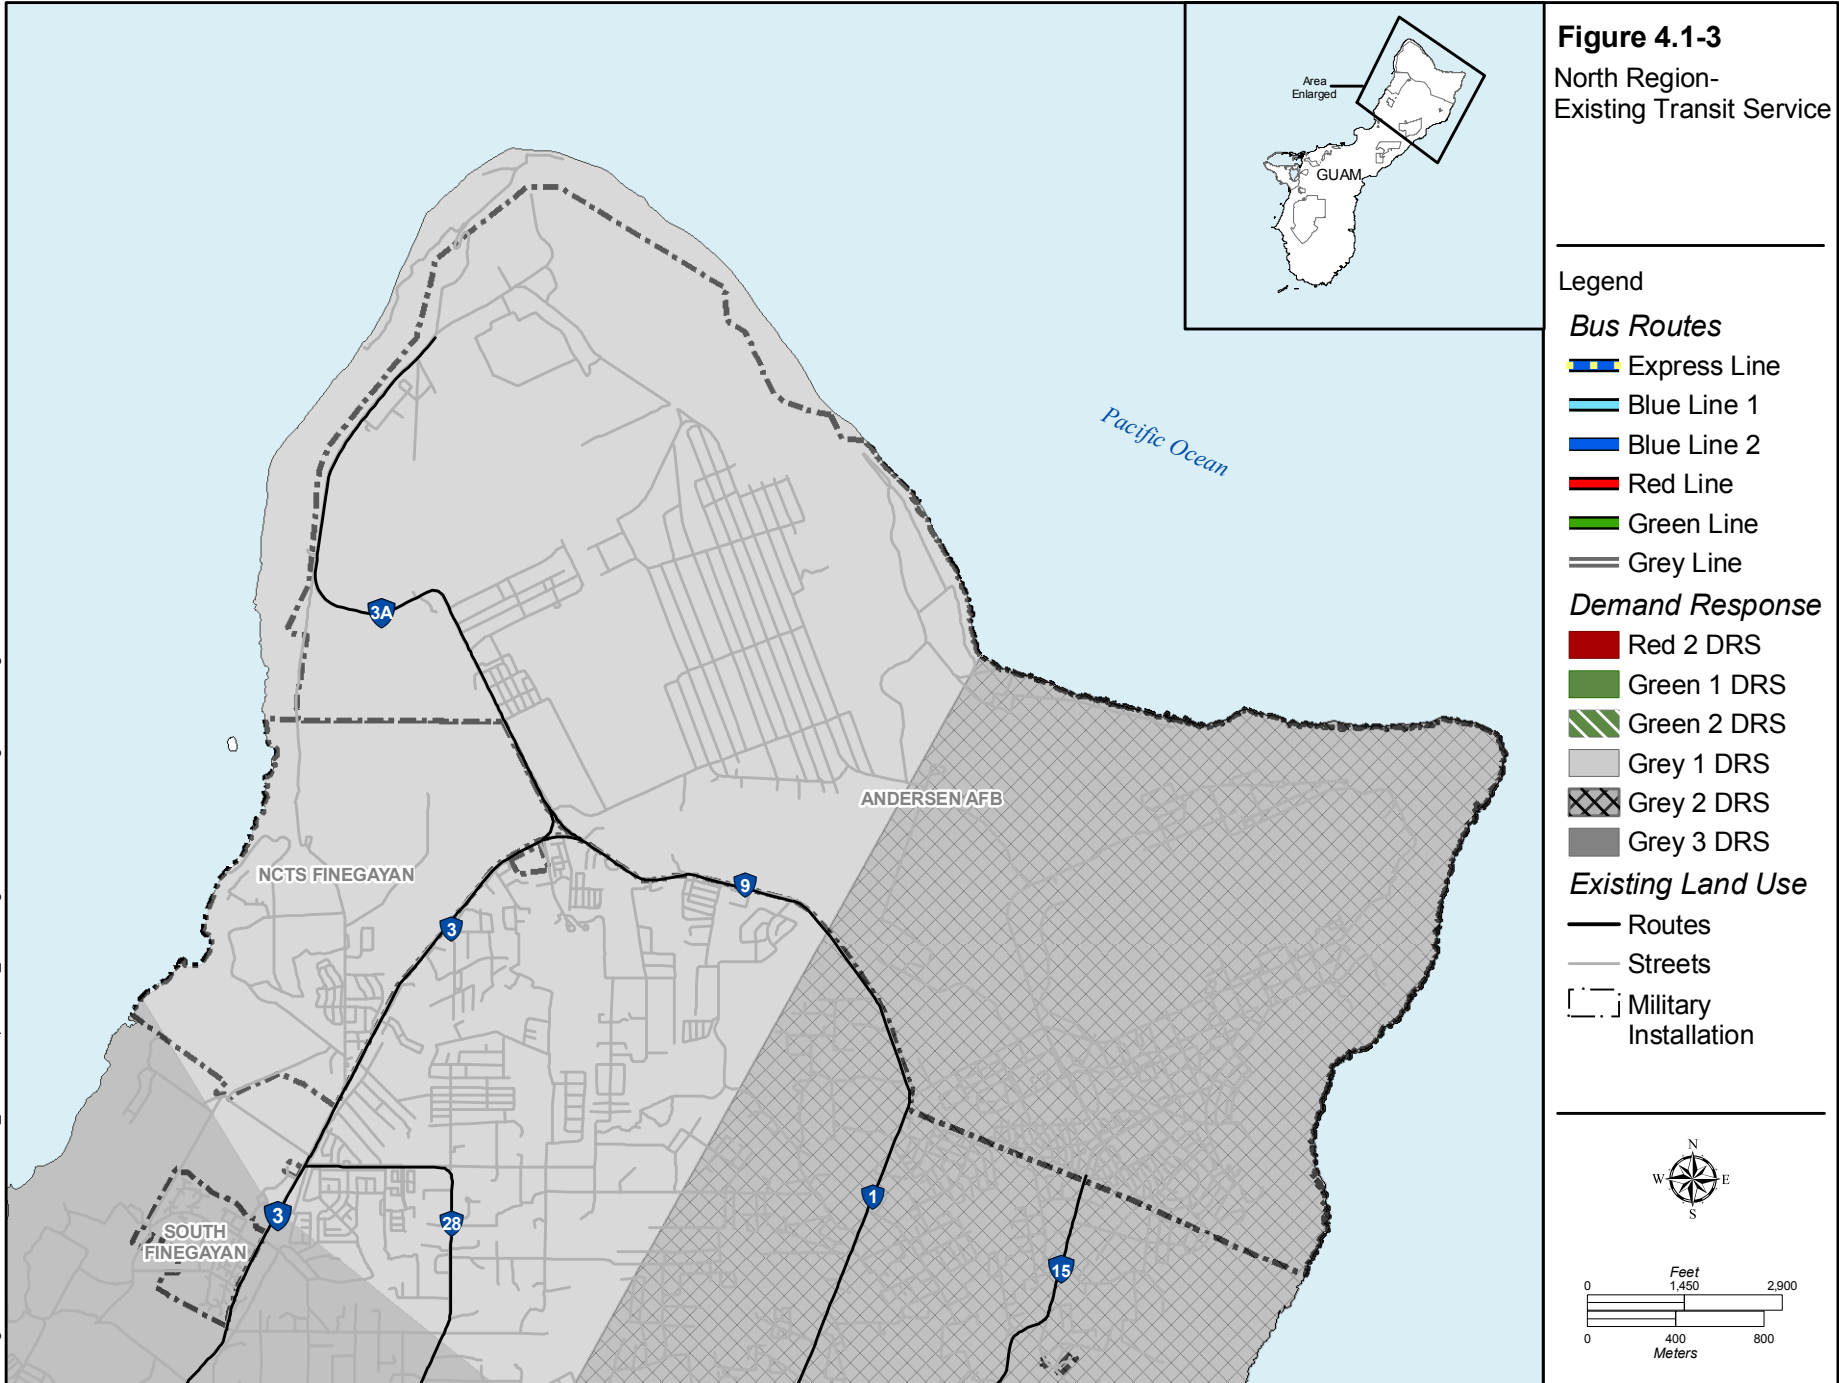 Figure 4.1-3
North Region-
Existing Transit Service
Area
Enlarged
GUAM
Legend
Bus Routes
Express Line
Blue Line 1
Blue Line 2
Red Line
Green Line
Grey Line
Demand Response
Red 2 DRS
Green 1 DRS
Green 2 DRS
Grey 1 DRS
Grey 2 DRS
Grey 3 DRS
Existing Land Use
Routes
Streets
Military
Installation
N
W E
S
Feet
0 1,450 2,900
0 400 800
Meters
Pacific Ocean
3A
ANDERSEN AFB
NCTS FINEGAYAN
9
3
1
3
28
SOUTH
FINEGAYAN
15